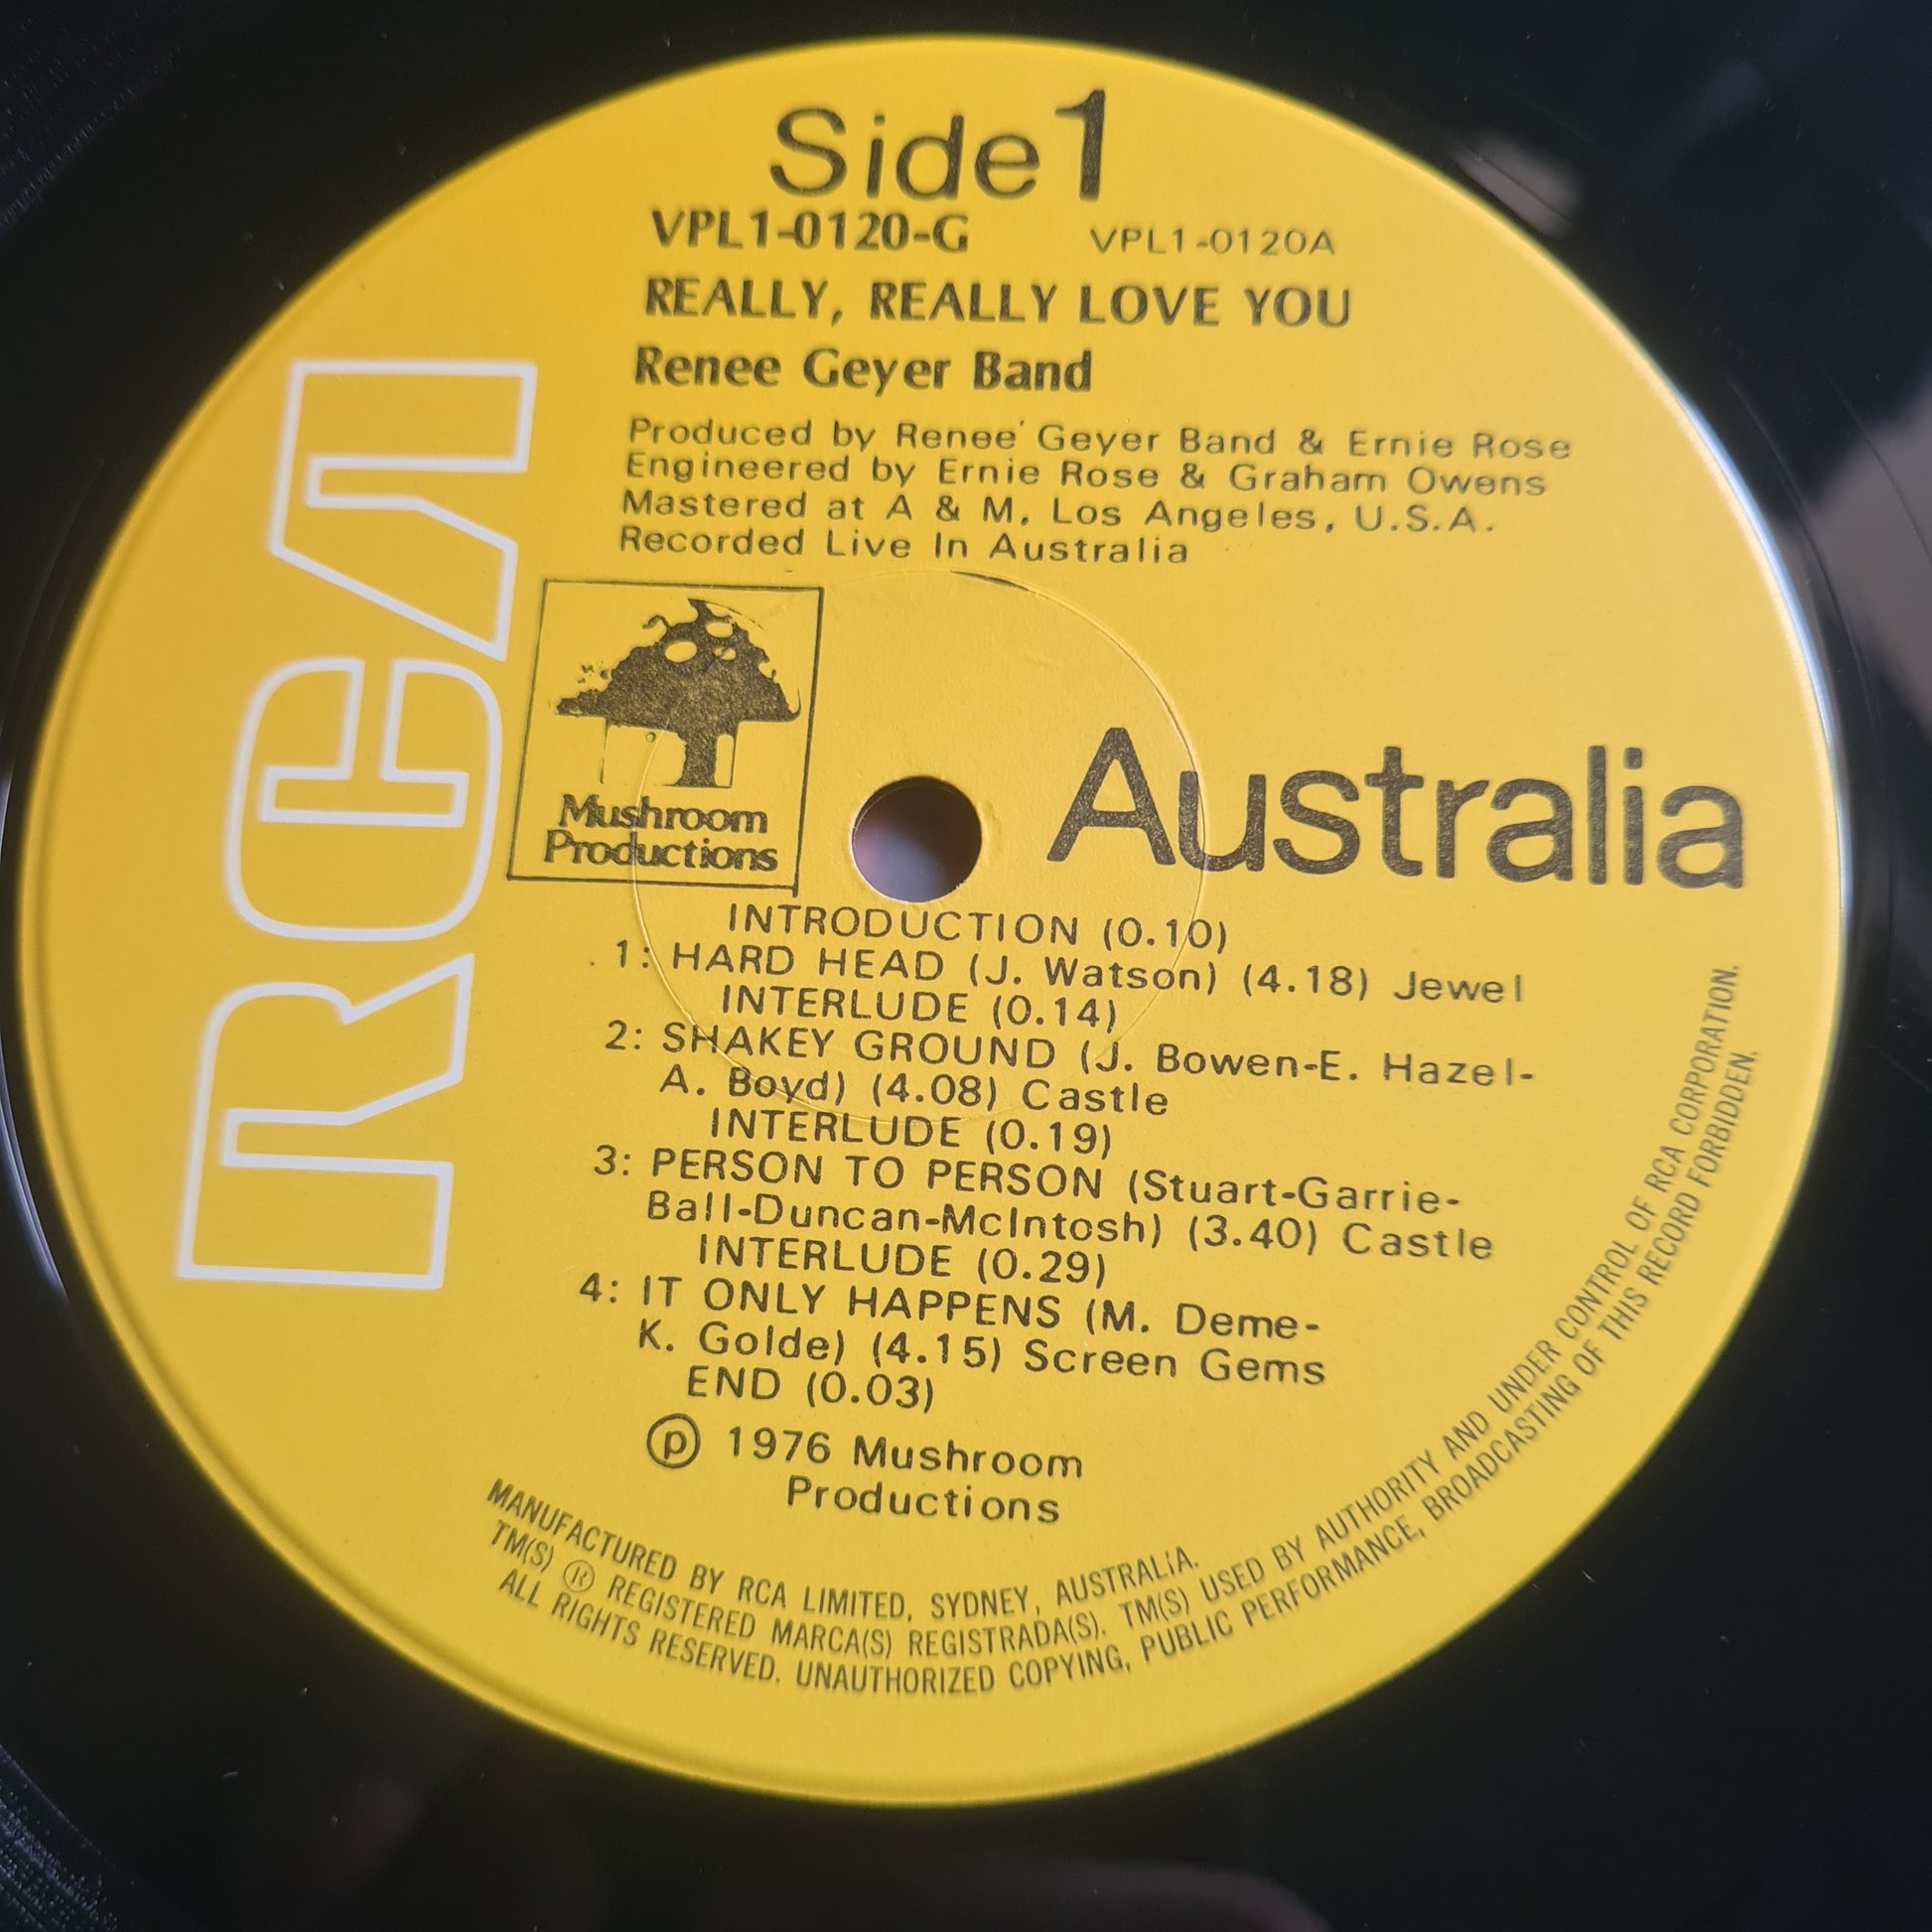 Side 1
VPL1-0120-G VPL1-0120A
REALLY, REALLY LOVE YOU
Renee Geyer Band
Produced by Renee' Geyer Band & Ernie Rose
Engineered by Ernie Rose & Graham Owens
Mastered at A & M, Los Angeles, U.S.A.
Recorded Live In Australia
RCA
Mushroom
Productions
Australia
INTRODUCTION (0.10)
1: HARD HEAD (J. Watson) (4.18) Jewel
INTERLUDE (0.14)
2: SHAKEY GROUND (J. Bowen-E. Hazel-
A. Boyd) (4.08) Castle
INTERLUDE (0.19)
3: PERSON TO PERSON (Stuart-Garrie-
Ball-Duncan-McIntosh) (3.40) Castle
INTERLUDE (0.29)
4: IT ONLY HAPPENS (M. Deme-
K. Golde) (4.15) Screen Gems
END (0.03)
℗ 1976 Mushroom
Productions
MANUFACTURED BY RCA LIMITED, SYDNEY, AUSTRALIA.
TM(S) ® REGISTERED MARCA(S) REGISTRADA(S). TM(S) USED BY AUTHORITY AND UNDER CONTROL OF RCA CORPORATION.
ALL RIGHTS RESERVED. UNAUTHORIZED COPYING, PUBLIC PERFORMANCE, BROADCASTING OF THIS RECORD FORBIDDEN.